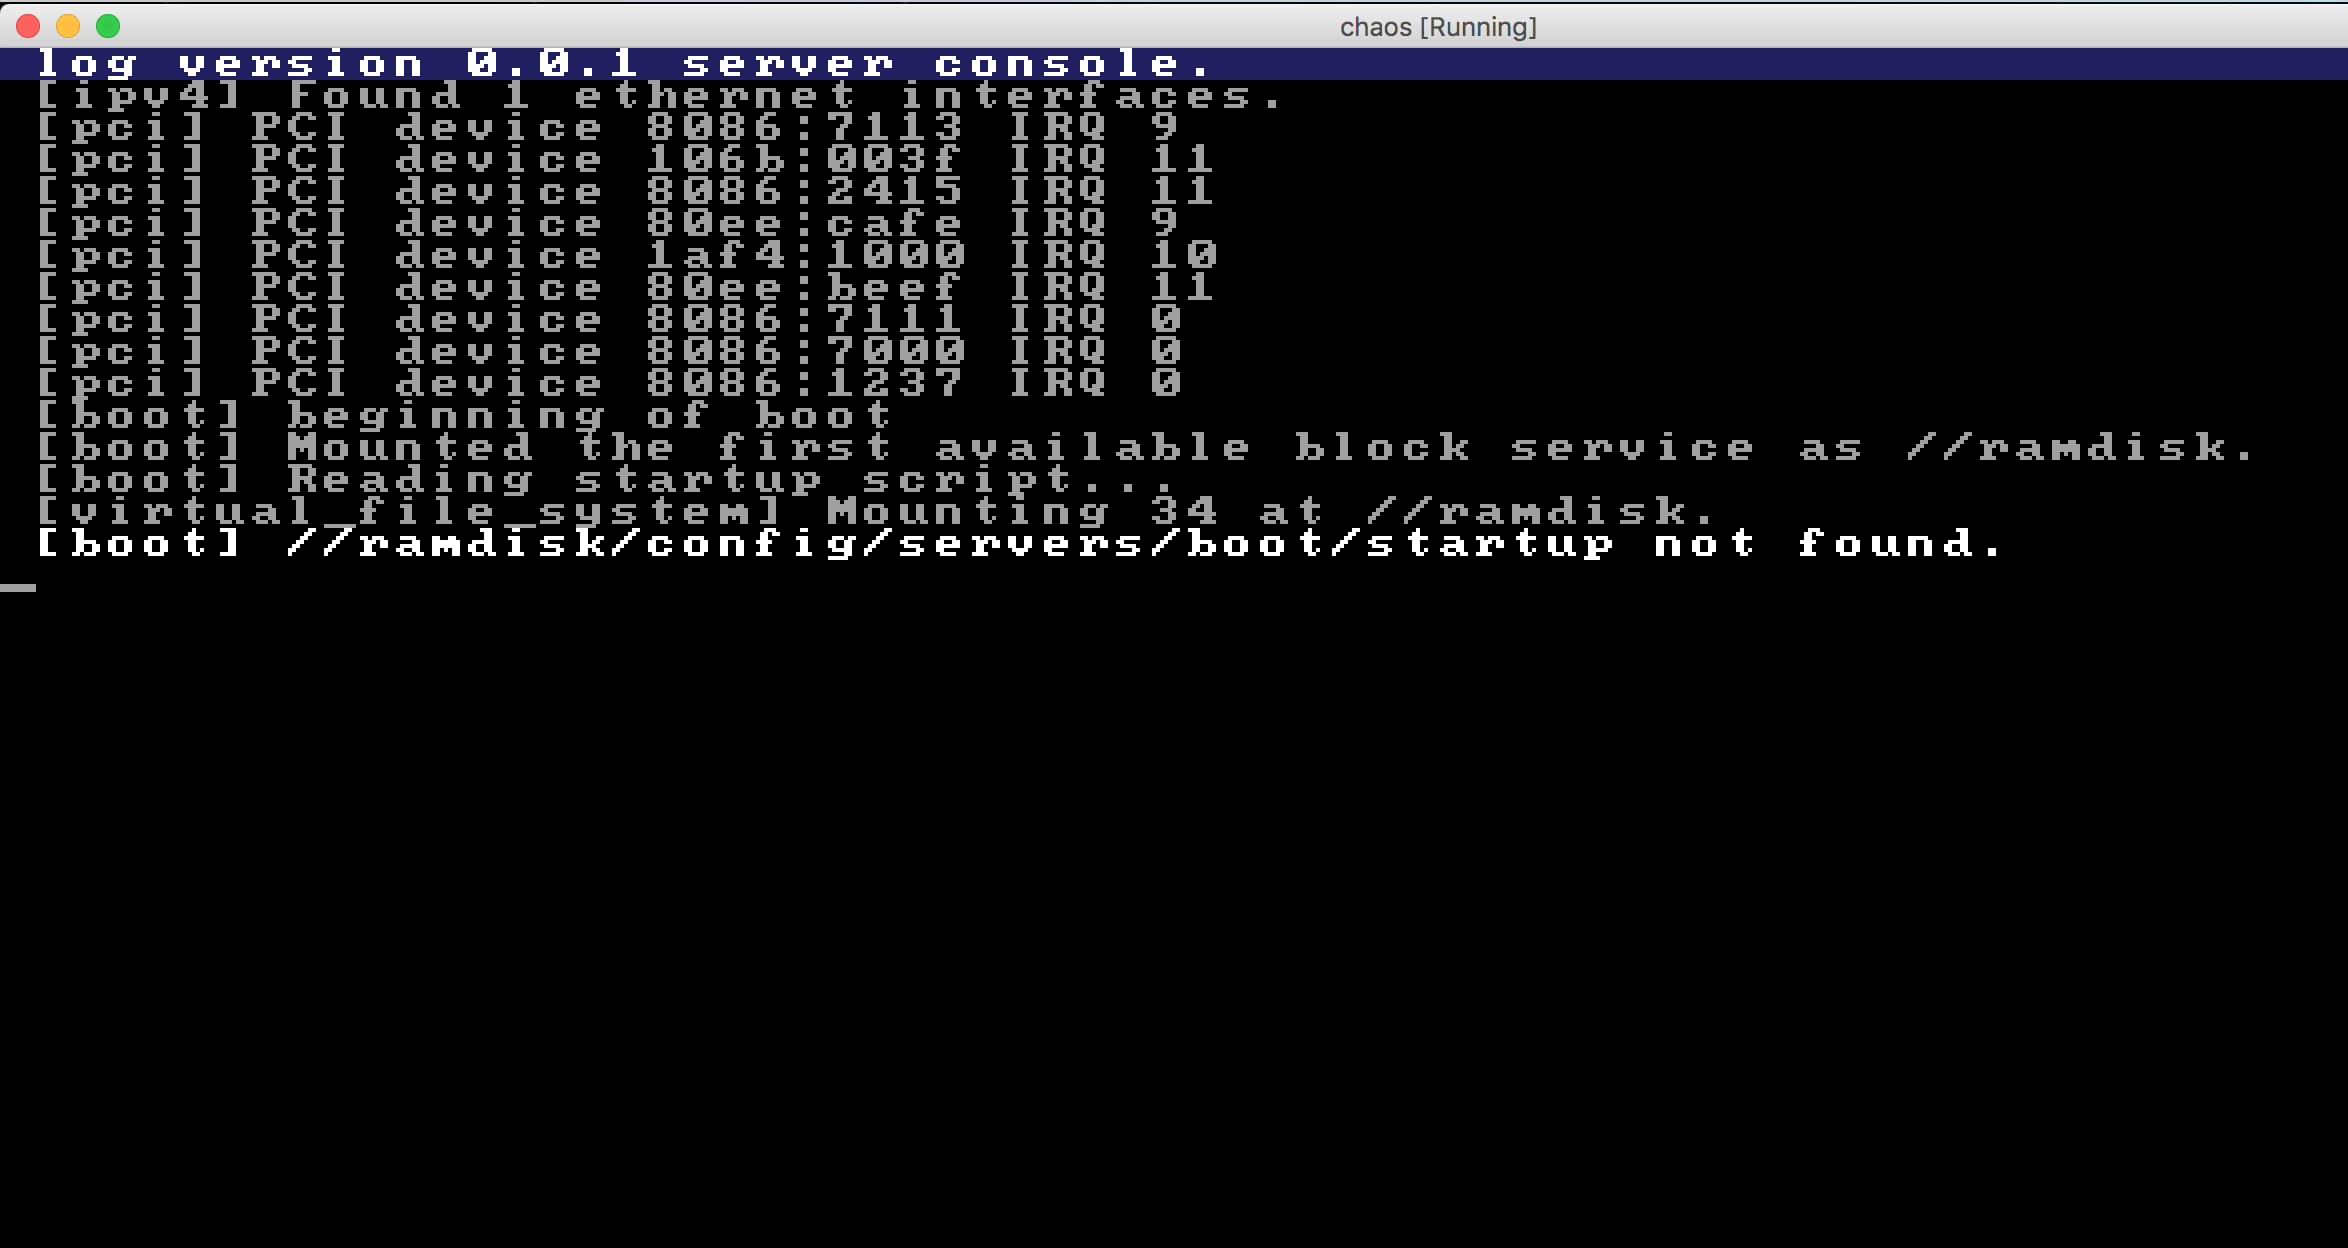 chaos [Running]
log version 0.0.1 server console.
[ipv4] Found 1 ethernet interfaces.
[pci] PCI device 8086:7113 IRQ 9
[pci] PCI device 106b:003f IRQ 11
[pci] PCI device 8086:2415 IRQ 11
[pci] PCI device 80ee:cafe IRQ 9
[pci] PCI device 1af4:1000 IRQ 10
[pci] PCI device 80ee:beef IRQ 11
[pci] PCI device 8086:7111 IRQ 0
[pci] PCI device 8086:7000 IRQ 0
[pci] PCI device 8086:1237 IRQ 0
[boot] beginning of boot
[boot] Mounted the first available block service as //ramdisk.
[boot] Reading startup script...
[virtual_file_system] Mounting 34 at //ramdisk.
[boot] //ramdisk/config/servers/boot/startup not found.